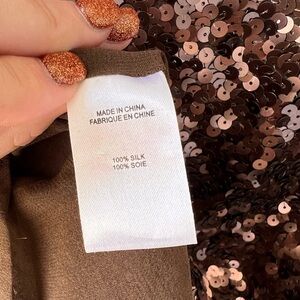 MADE IN CHINA
FABRIQUE EN CHINE
100% SILK
100% SOIE